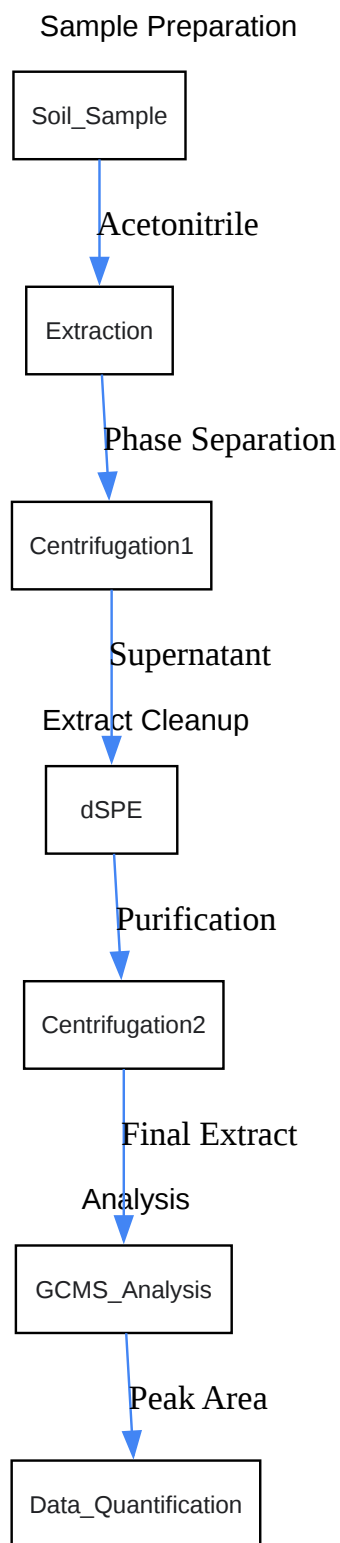 Sample Preparation
Soil_Sample
Acetonitrile
Extraction
Phase Separation
Centrifugation1
Supernatant
Extract Cleanup
dSPE
Purification
Centrifugation2
Final Extract
Analysis
GCMS_Analysis
Peak Area
Data_Quantification